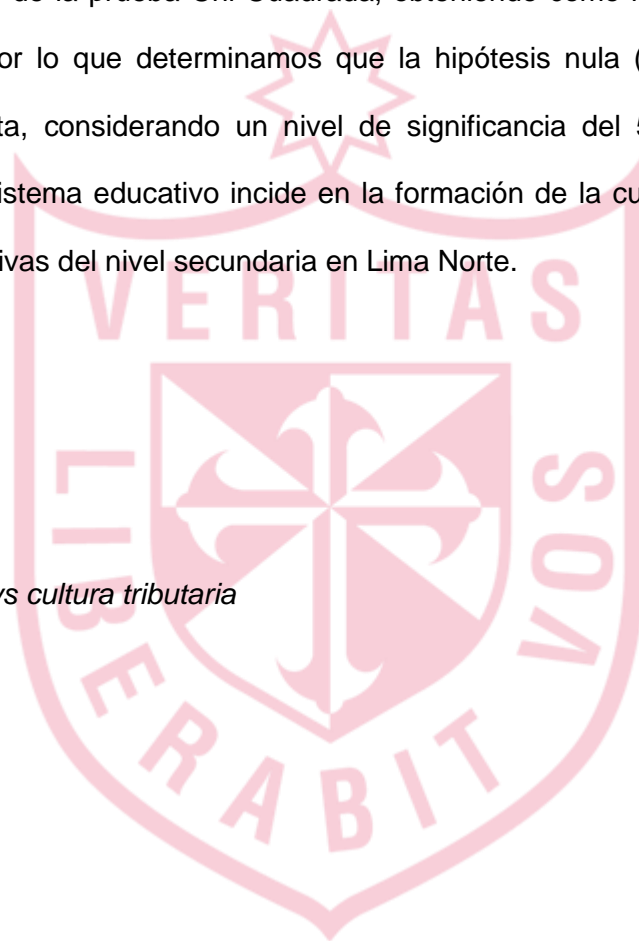 de la prueba Chi Cuadrada, obteniendo como
or lo que determinamos que la hipótesis nula (
ta, considerando un nivel de significancia del 5
istema educativo incide en la formación de la cu
ivas del nivel secundaria en Lima Norte.
VERITAS
LIBERABIT VOS
vs cultura tributaria